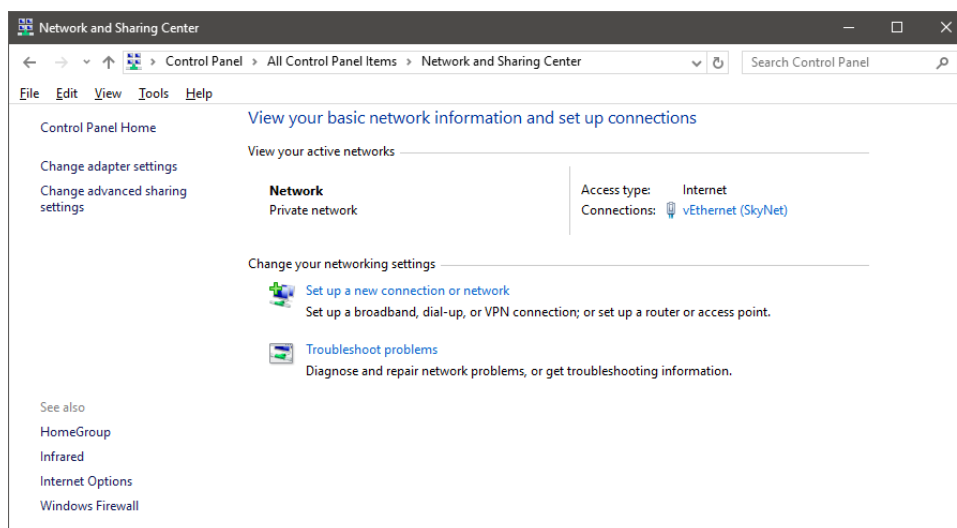 Network and Sharing Center
Control Panel > All Control Panel Items > Network and Sharing Center
Search Control Panel
File Edit View Tools Help
Control Panel Home
Change adapter settings
Change advanced sharing
settings
View your basic network information and set up connections
View your active networks
Network
Private network
Access type: Internet
Connections: vEthernet (SkyNet)
Change your networking settings
Set up a new connection or network
Set up a broadband, dial-up, or VPN connection; or set up a router or access point.
Troubleshoot problems
Diagnose and repair network problems, or get troubleshooting information.
See also
HomeGroup
Infrared
Internet Options
Windows Firewall